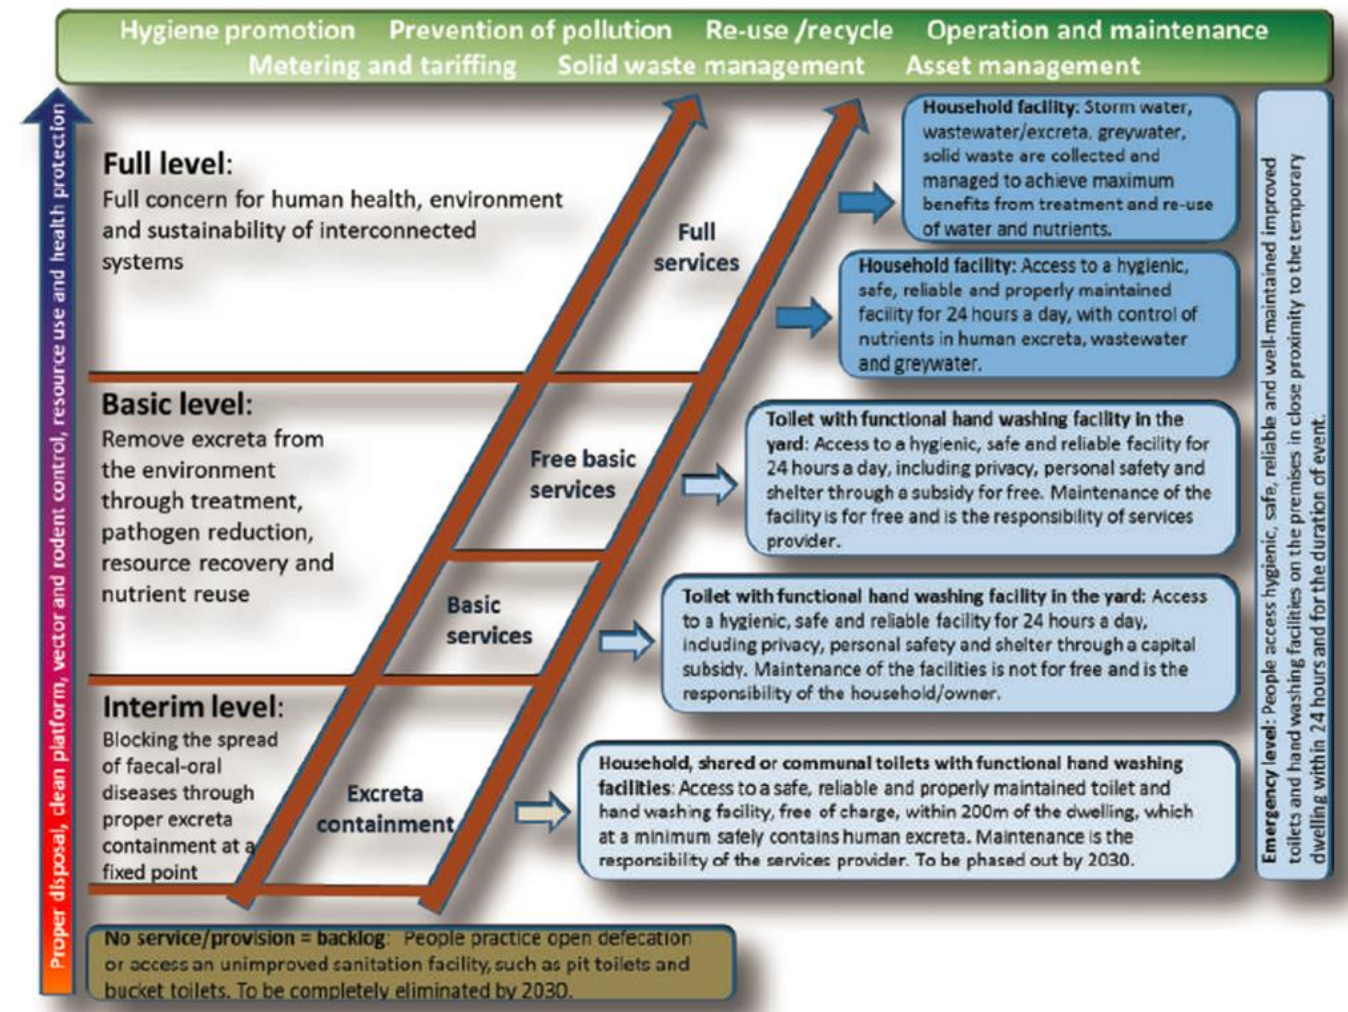 Hygiene promotion Prevention of pollution Re-use /recycle Operation and maintenance
Metering and tariffing Solid waste management Asset management
Proper disposal, clean platform, vector and rodent control, resource use and health protection
Full level:
Full concern for human health, environment
and sustainability of interconnected
systems
Full
services
Household facility: Storm water,
wastewater/excreta, greywater,
solid waste are collected and
managed to achieve maximum
benefits from treatment and re-use
of water and nutrients.
Household facility: Access to a hygienic,
safe, reliable and properly maintained
facility for 24 hours a day, with control of
nutrients in human excreta, wastewater
and greywater.
Basic level:
Remove excreta from
the environment
through treatment,
pathogen reduction,
resource recovery and
nutrient reuse
Free basic
services
Toilet with functional hand washing facility in the
yard: Access to a hygienic, safe and reliable facility for
24 hours a day, including privacy, personal safety and
shelter through a subsidy for free. Maintenance of the
facility is for free and is the responsibility of services
provider.
Basic
services
Toilet with functional hand washing facility in the yard: Access
to a hygienic, safe and reliable facility for 24 hours a day,
including privacy, personal safety and shelter through a capital
subsidy. Maintenance of the facilities is not for free and is the
responsibility of the household/owner.
Interim level:
Blocking the spread
of faecal-oral
diseases through
proper excreta
containment at a
fixed point
Excreta
containment
Household, shared or communal toilets with functional hand washing
facilities: Access to a safe, reliable and properly maintained toilet and
hand washing facility, free of charge, within 200m of the dwelling, which
at a minimum safely contains human excreta. Maintenance is the
responsibility of the services provider. To be phased out by 2030.
Emergency level: People access hygienic, safe, reliable and well-maintained improved
toilets and hand washing facilities on the premises in close proximity to the temporary
dwelling within 24 hours and for the duration of event.
No service/provision = backlog: People practice open defecation
or access an unimproved sanitation facility, such as pit toilets and
bucket toilets. To be completely eliminated by 2030.